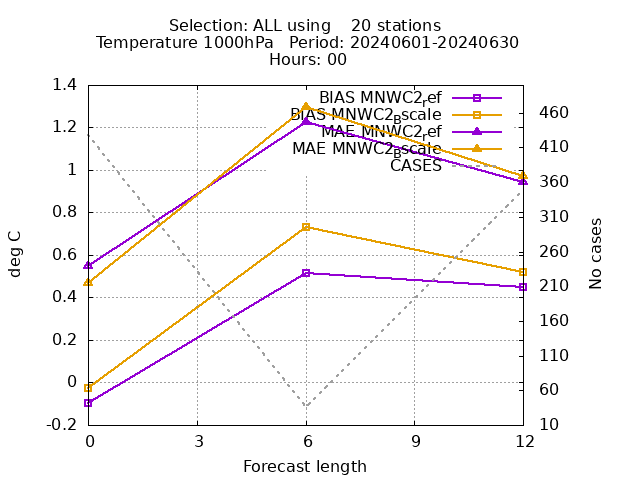 Selection: ALL using    20 stations
Temperature 1000hPa   Period: 20240601-20240630
Hours: 00
1.4
1.2
1
0.8
0.6
0.4
0.2
0
-0.2
deg C
BIAS MNWC2ref
BIAS MNWC2Bscale
MAE MNWC2ref
MAE MNWC2Bscale
CASES
460
410
360
310
260
210
160
110
60
10
No cases
0 3 6 9 12
Forecast length